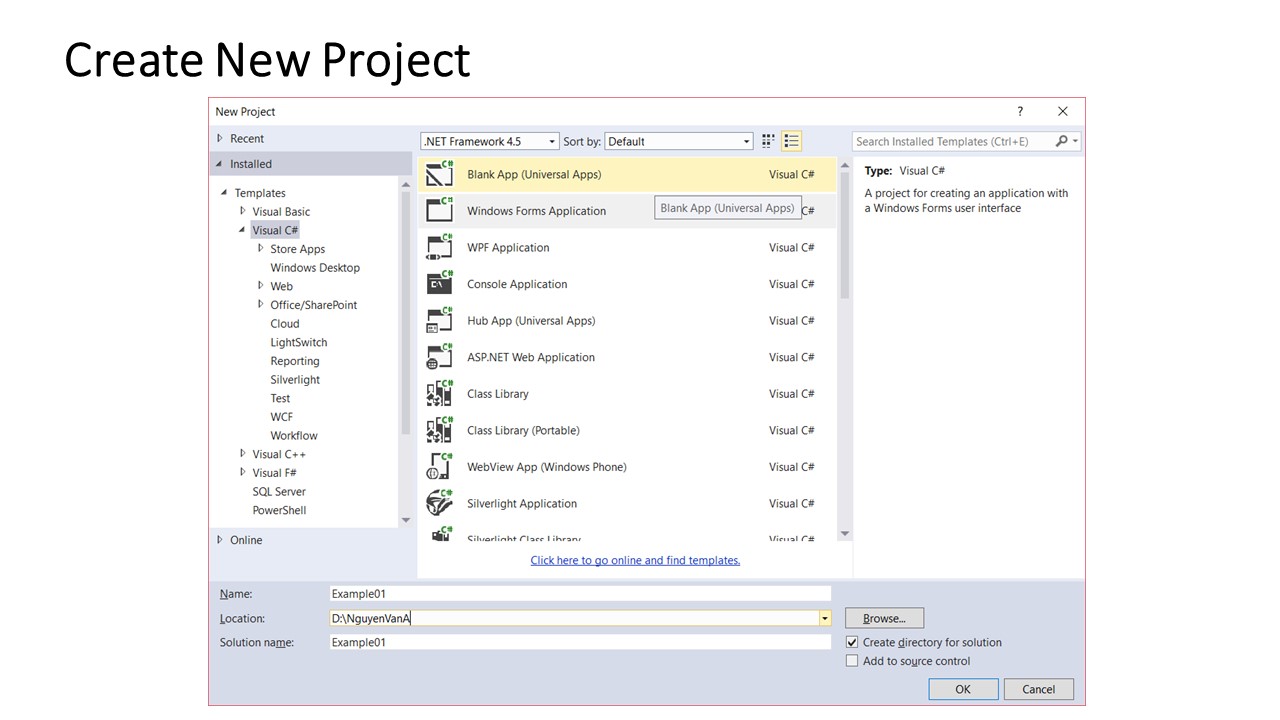 Create New Project
New Project
?
Recent
Installed
Templates
Visual Basic
Visual C#
Store Apps
Windows Desktop
Web
Office/SharePoint
Cloud
LightSwitch
Reporting
Silverlight
Test
WCF
Workflow
Visual C++
Visual F#
SQL Server
PowerShell
Online
.NET Framework 4.5 Sort by: Default
Blank App (Universal Apps) Visual C#
Windows Forms Application Blank App (Universal Apps) C#
WPF Application Visual C#
Console Application Visual C#
Hub App (Universal Apps) Visual C#
ASP.NET Web Application Visual C#
Class Library Visual C#
Class Library (Portable) Visual C#
WebView App (Windows Phone) Visual C#
Silverlight Application Visual C#
Silverlight Class Library Visual C#
Click here to go online and find templates.
Search Installed Templates (Ctrl+E)
Type: Visual C#
A project for creating an application with
a Windows Forms user interface
Name: Example01
Location: D:\NguyenVanA Browse...
Solution name: Example01
Create directory for solution
Add to source control
OK Cancel